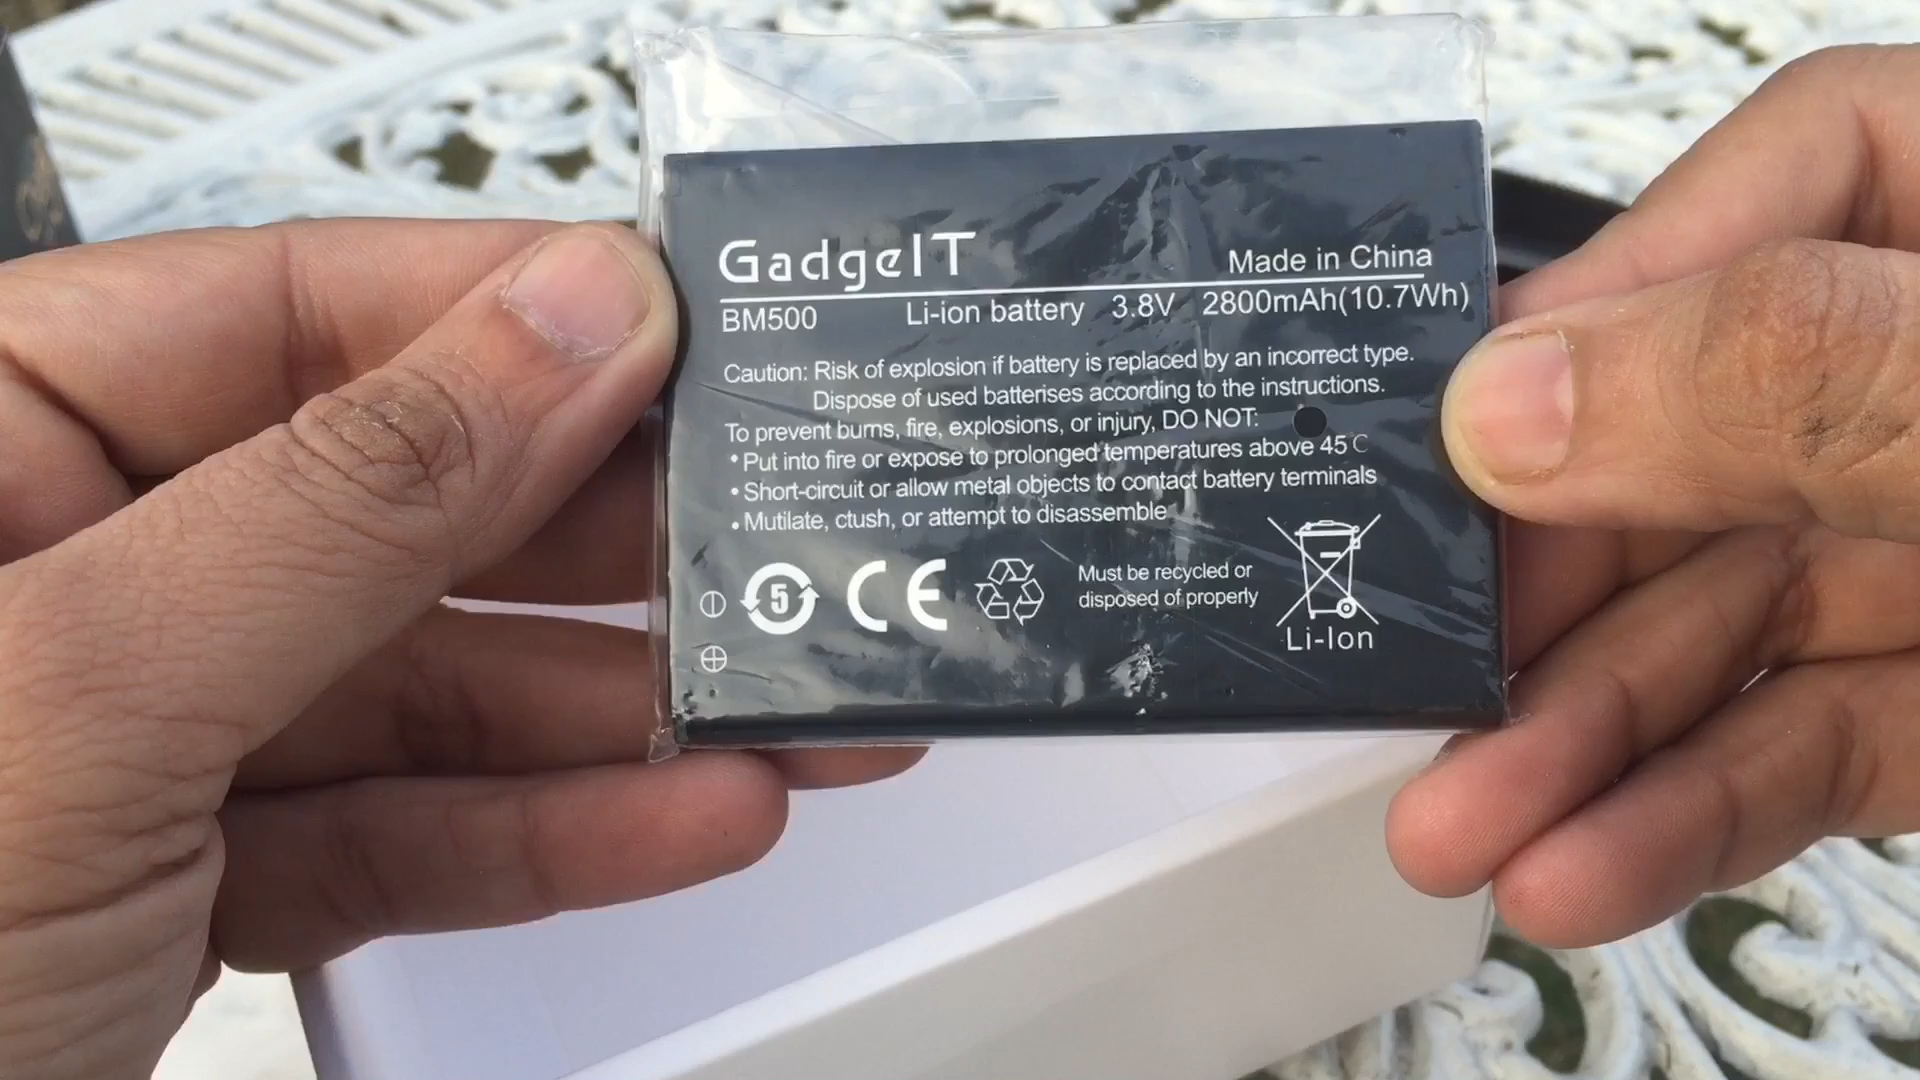 GadgeIT
Made in China
BM500 Li-ion battery 3.8V 2800mAh(10.7Wh)
Caution: Risk of explosion if battery is replaced by an incorrect type.
Dispose of used batterises according to the instructions.
To prevent burns, fire, explosions, or injury, DO NOT:
• Put into fire or expose to prolonged temperatures above 45℃
• Short-circuit or allow metal objects to contact battery terminals
• Mutilate, ctush, or attempt to disassemble
5 CE
Must be recycled or
disposed of properly
Li-Ion